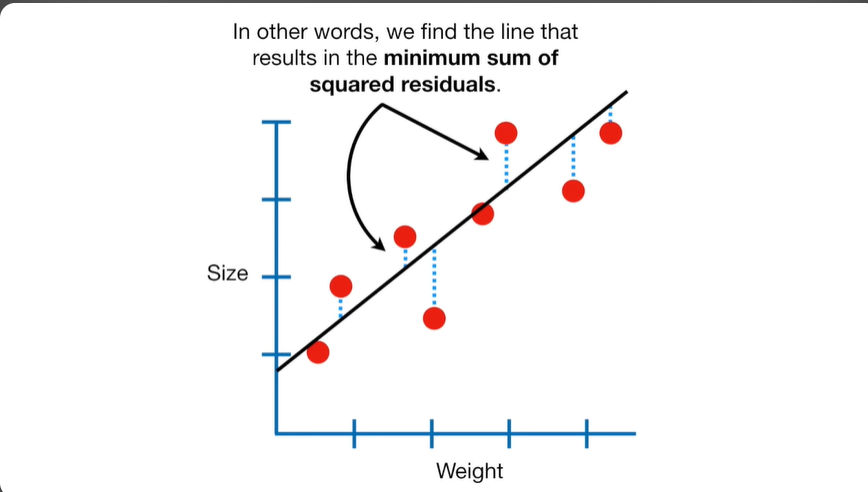 In other words, we find the line that
results in the minimum sum of
squared residuals.
Size
Weight